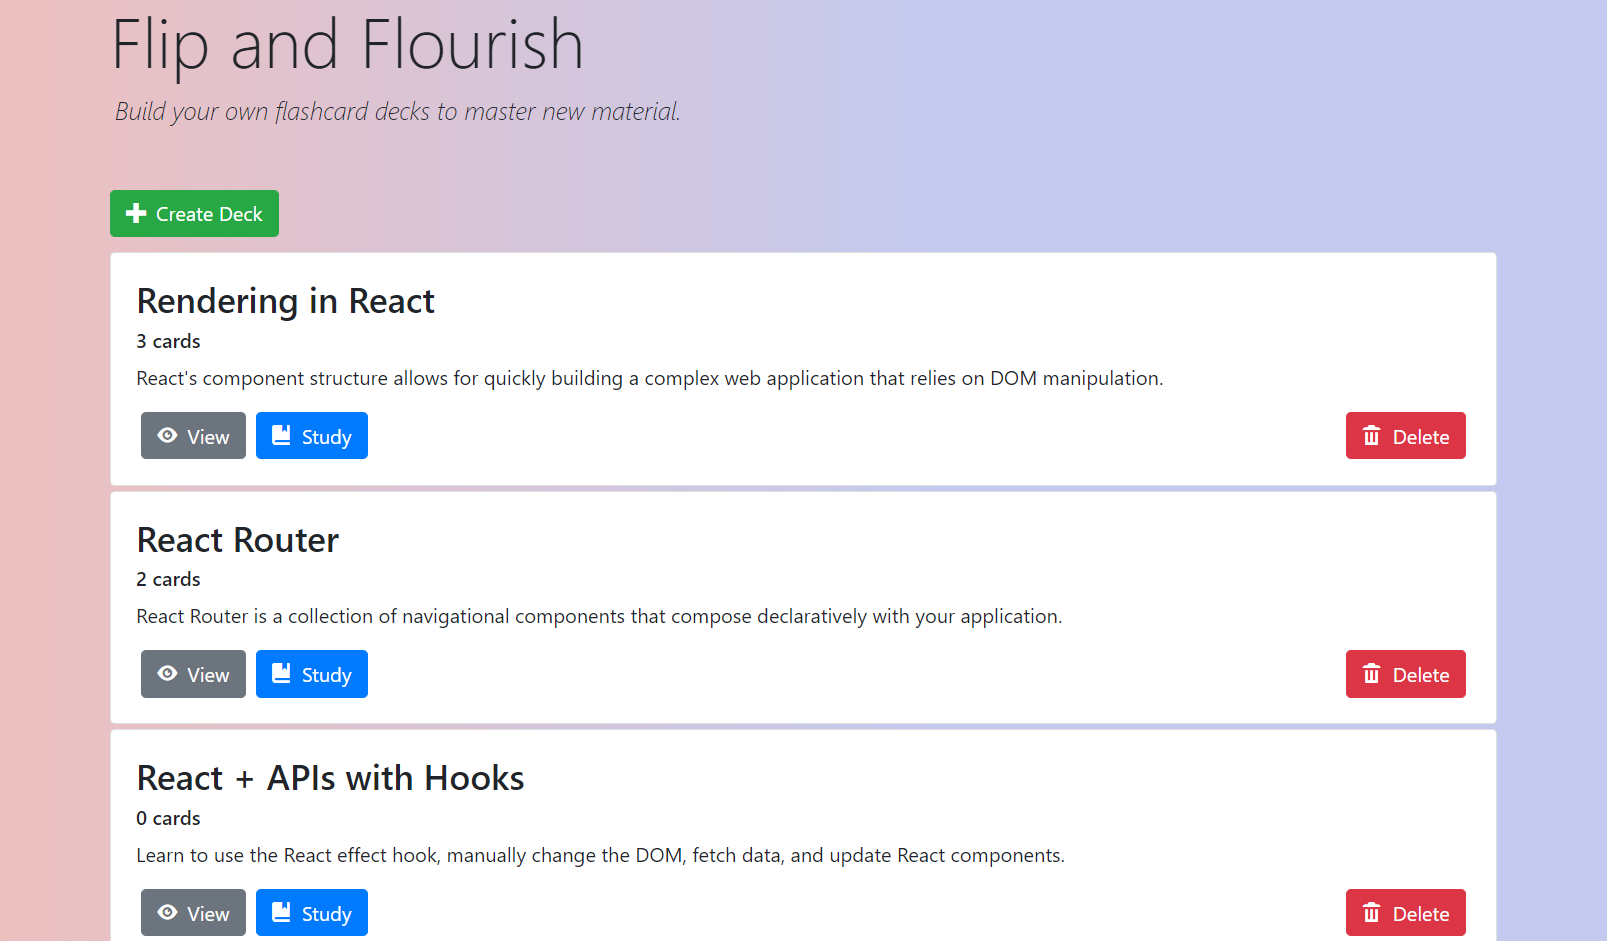 Flip and Flourish
Build your own flashcard decks to master new material.
Create Deck
Rendering in React
3 cards
React's component structure allows for quickly building a complex web application that relies on DOM manipulation.
View Study Delete
React Router
2 cards
React Router is a collection of navigational components that compose declaratively with your application.
View Study Delete
React + APIs with Hooks
0 cards
Learn to use the React effect hook, manually change the DOM, fetch data, and update React components.
View Study Delete